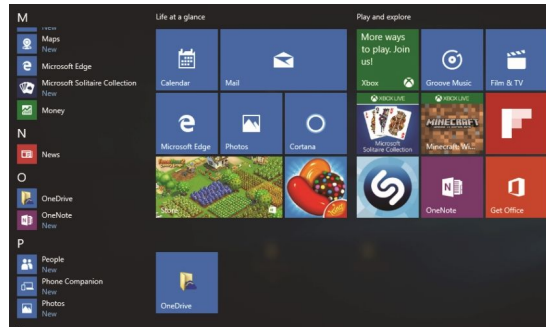 M
New
Maps
New
Microsoft Edge
Microsoft Solitaire Collection
New
Money
N
News
O
OneDrive
OneNote
New
P
People
New
Phone Companion
New
Photos
New
Life at a glance
Calendar
Mail
Microsoft Edge
Photos
Cortana
Store
OneDrive
Play and explore
More ways
to play. Join
us!
Xbox
Groove Music
Film & TV
XBOX LIVE
Microsoft
Solitaire Collection
XBOX LIVE
MINECRAFT
Minecraft Wi...
OneNote
Get Office